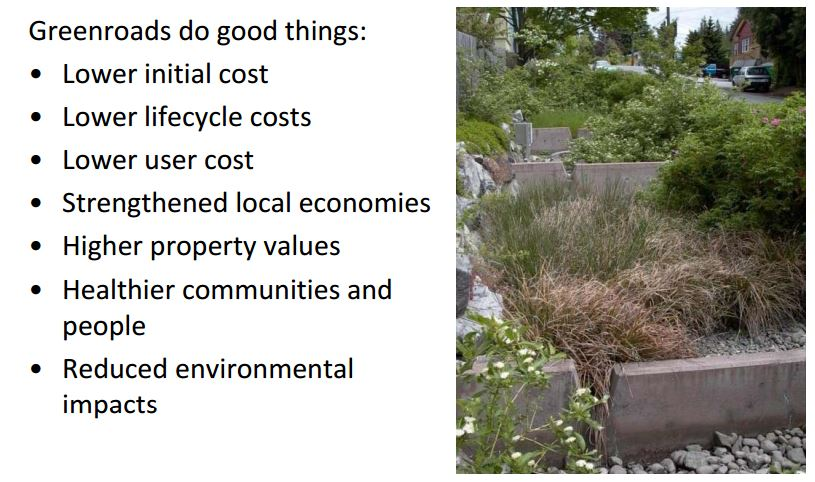 Greenroads do good things:
• Lower initial cost
• Lower lifecycle costs
• Lower user cost
• Strengthened local economies
• Higher property values
• Healthier communities and
people
• Reduced environmental
impacts